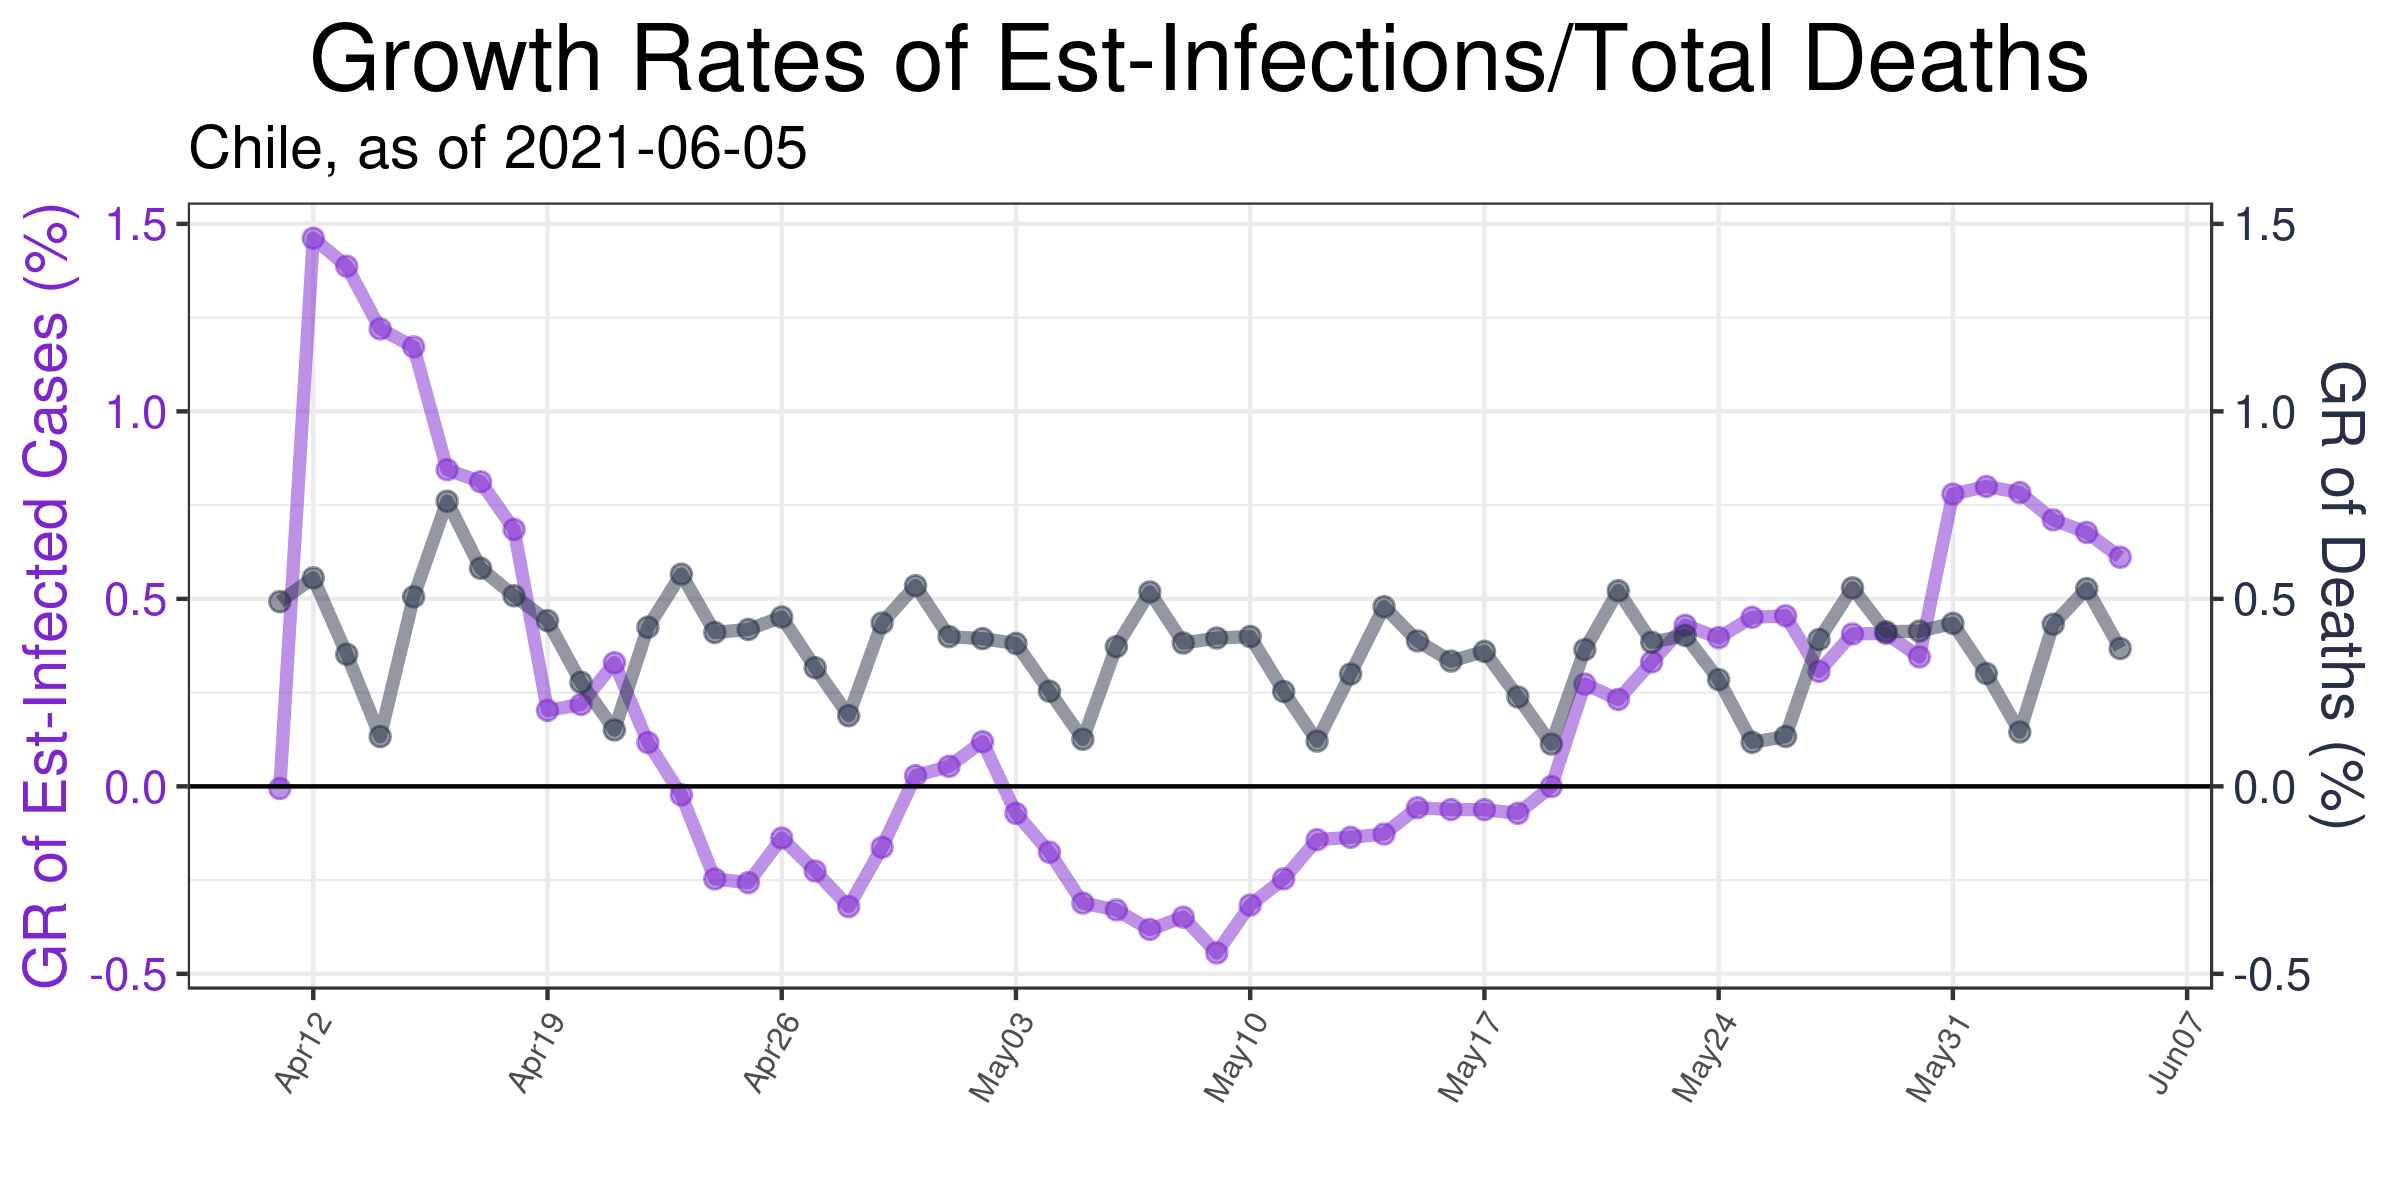 Growth Rates of Est-Infections/Total Deaths
Chile, as of 2021-06-05
GR of Est-Infected Cases (%)
1.5
1.0
0.5
0.0
-0.5
1.5
1.0
0.5
0.0
-0.5
GR of Deaths (%)
Apr12
Apr19
Apr26
May03
May10
May17
May24
May31
Jun07